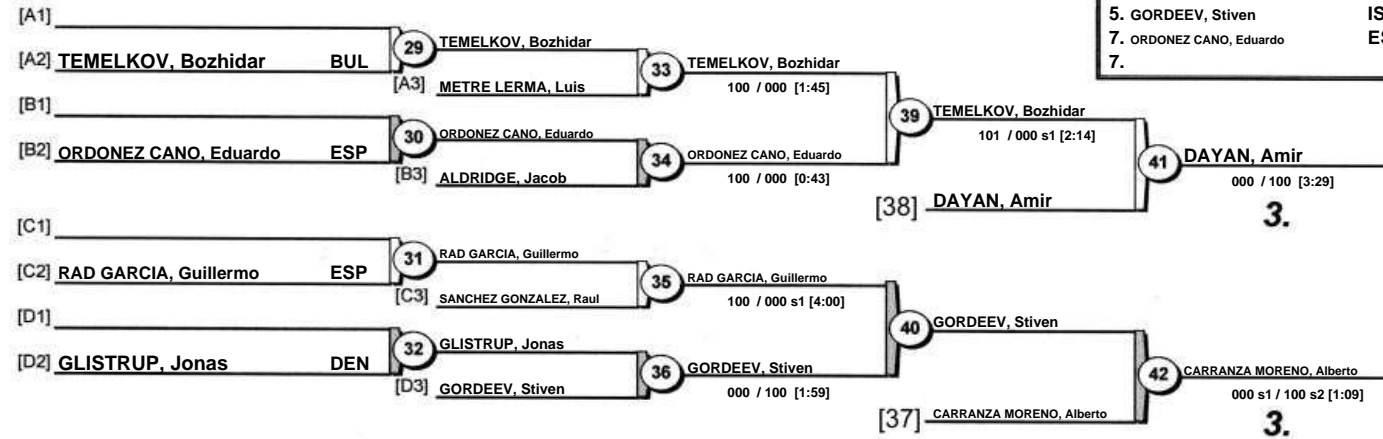 5. GORDEEV, Stiven
7. ORDONEZ CANO, Eduardo
7.
[A1]
[A2] TEMELKOV, Bozhidar BUL
29
TEMELKOV, Bozhidar
[A3] METRE LERMA, Luis
33
TEMELKOV, Bozhidar
100 / 000 [1:45]
[B1]
[B2] ORDONEZ CANO, Eduardo ESP
30
ORDONEZ CANO, Eduardo
[B3] ALDRIDGE, Jacob
34
ORDONEZ CANO, Eduardo
100 / 000 [0:43]
39
TEMELKOV, Bozhidar
101 / 000 s1 [2:14]
[38] DAYAN, Amir
41
DAYAN, Amir
000 / 100 [3:29]
3.
[C1]
[C2] RAD GARCIA, Guillermo ESP
31
RAD GARCIA, Guillermo
[C3] SANCHEZ GONZALEZ, Raul
35
RAD GARCIA, Guillermo
100 / 000 s1 [4:00]
[D1]
[D2] GLISTRUP, Jonas DEN
32
GLISTRUP, Jonas
[D3] GORDEEV, Stiven
36
GORDEEV, Stiven
000 / 100 [1:59]
40
GORDEEV, Stiven
[37] CARRANZA MORENO, Alberto
42
CARRANZA MORENO, Alberto
000 s1 / 100 s2 [1:09]
3.